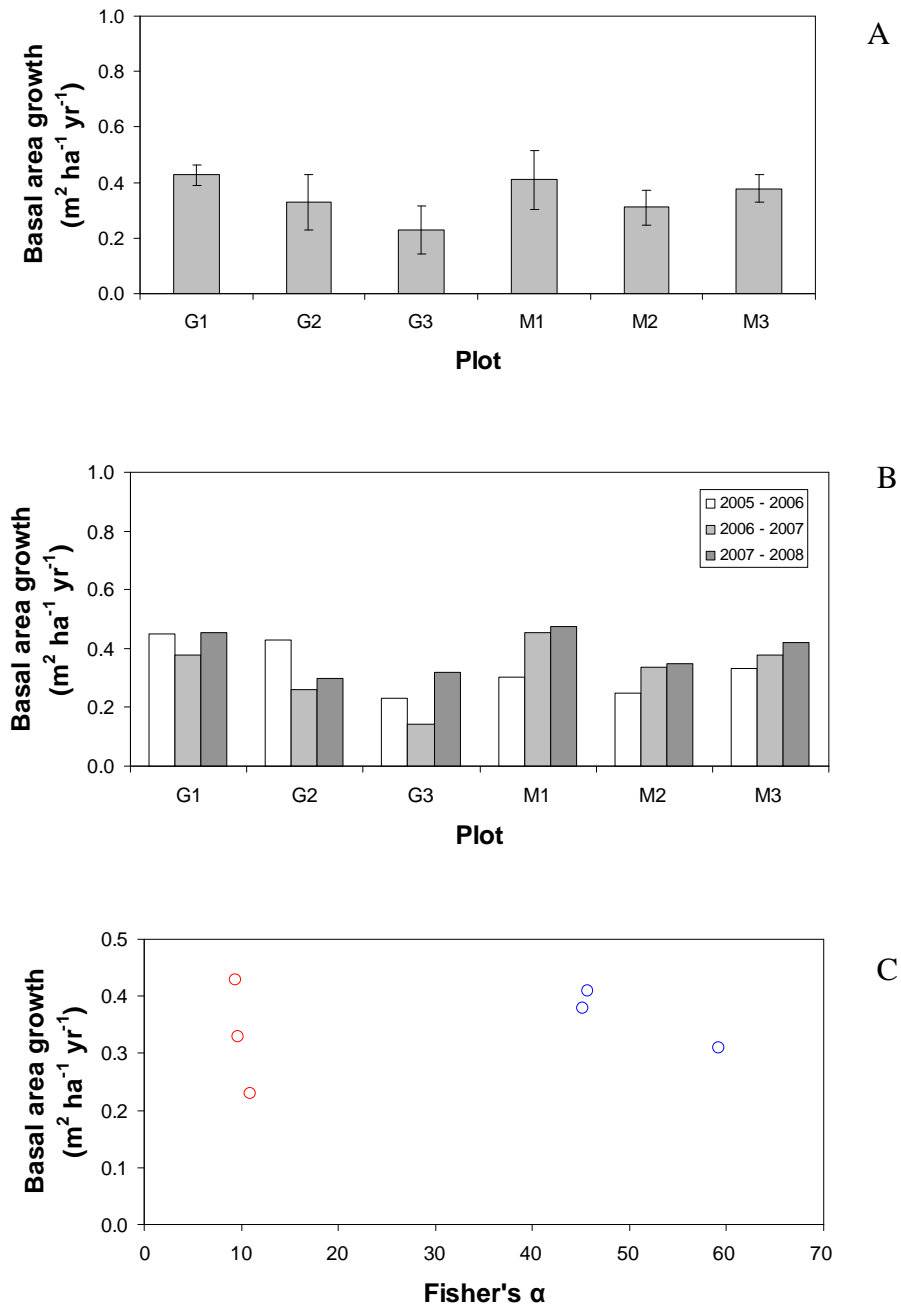 A
Basal area growth
(m² ha⁻¹ yr⁻¹)
1.0
0.8
0.6
0.4
0.2
0.0
G1 G2 G3 M1 M2 M3
Plot
B
Basal area growth
(m² ha⁻¹ yr⁻¹)
1.0
0.8
0.6
0.4
0.2
0.0
2005 - 2006
2006 - 2007
2007 - 2008
G1 G2 G3 M1 M2 M3
Plot
C
Basal area growth
(m² ha⁻¹ yr⁻¹)
0.5
0.4
0.3
0.2
0.1
0.0
0 10 20 30 40 50 60 70
Fisher's α